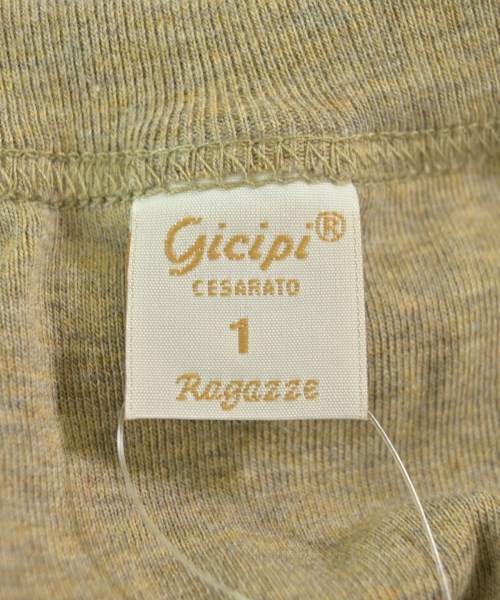 Gicipi®
CESARATO
1
Ragazze